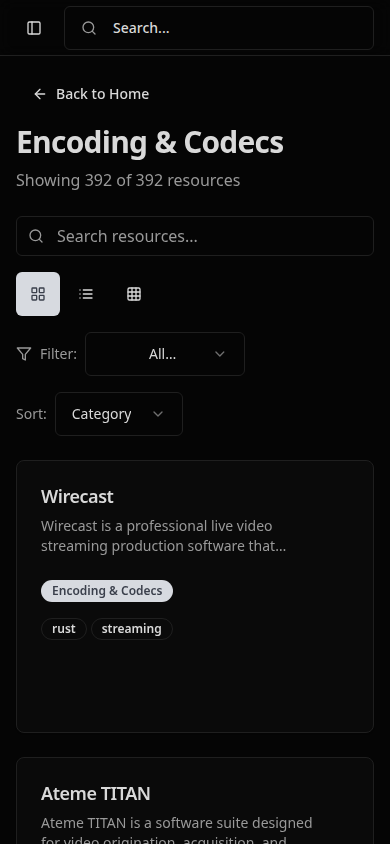 Search...
Back to Home
Encoding & Codecs
Showing 392 of 392 resources
Search resources...
Filter:
All...
Sort:
Category
Wirecast
Wirecast is a professional live video
streaming production software that...
Encoding & Codecs
rust
streaming
Ateme TITAN
Ateme TITAN is a software suite designed
for video origination, acquisition, and